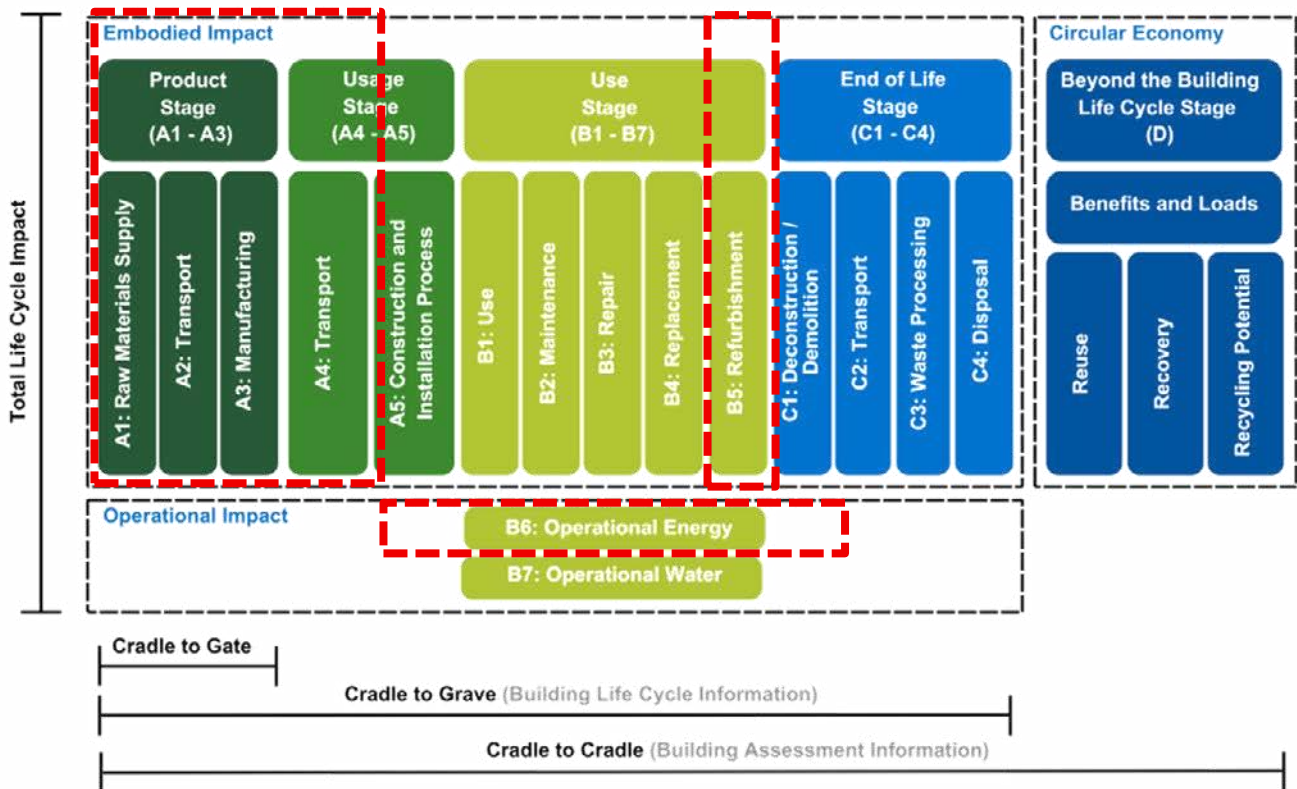 Total Life Cycle Impact
Embodied Impact
Product
Stage
(A1 - A3)
Usage
Stage
(A4 - A5)
Use
Stage
(B1 - B7)
End of Life
Stage
(C1 - C4)
A1: Raw Materials Supply
A2: Transport
A3: Manufacturing
A4: Transport
A5: Construction and
Installation Process
B1: Use
B2: Maintenance
B3: Repair
B4: Replacement
B5: Refurbishment
C1: Deconstruction /
Demolition
C2: Transport
C3: Waste Processing
C4: Disposal
Circular Economy
Beyond the Building
Life Cycle Stage
(D)
Benefits and Loads
Reuse
Recovery
Recycling Potential
Operational Impact
B6: Operational Energy
B7: Operational Water
Cradle to Gate
Cradle to Grave (Building Life Cycle Information)
Cradle to Cradle (Building Assessment Information)